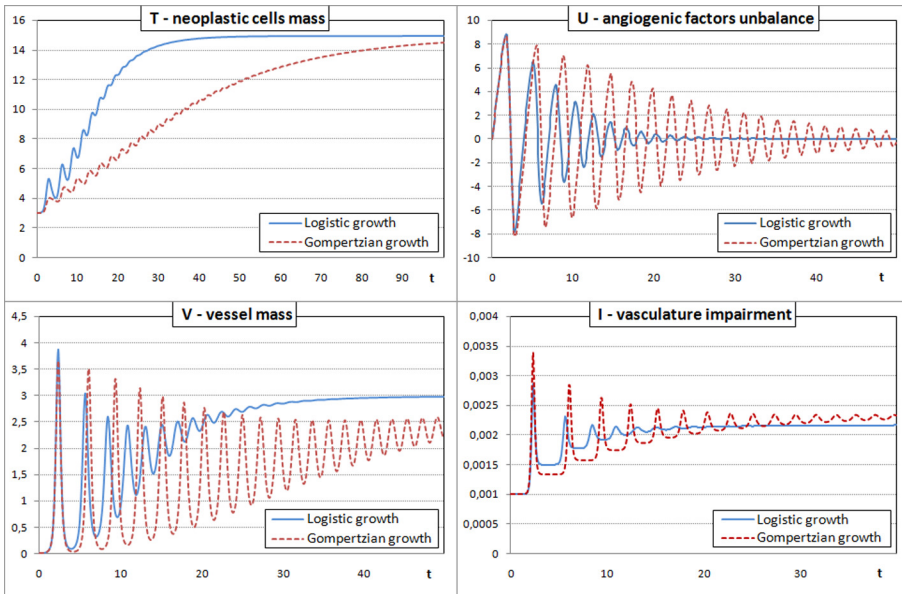 T - neoplastic cells mass
16
14
12
10
8
6
4
2
0
0 10 20 30 40 50 60 70 80 90 t
Logistic growth
Gompertzian growth
U - angiogenic factors unbalance
10
8
6
4
2
0
-2
-4
-6
-8
-10
0 10 20 30 40 t
Logistic growth
Gompertzian growth
V - vessel mass
4,5
4
3,5
3
2,5
2
1,5
1
0,5
0
0 10 20 30 40 t
Logistic growth
Gompertzian growth
I - vasculature impairment
0,004
0,0035
0,003
0,0025
0,002
0,0015
0,001
0,0005
0
0 10 20 30 t
Logistic growth
Gompertzian growth